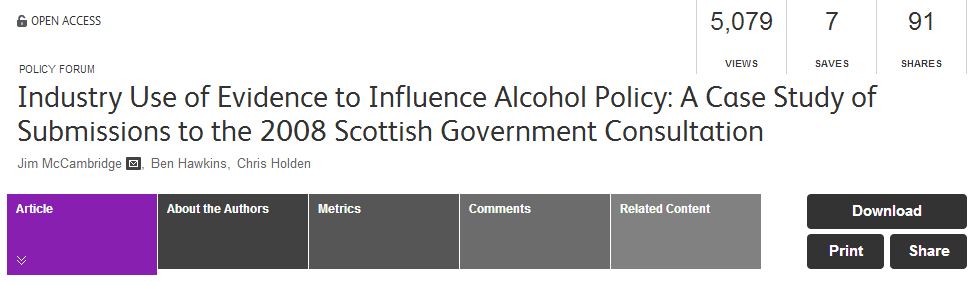 OPEN ACCESS
5,079 7 91
VIEWS SAVES SHARES
POLICY FORUM
Industry Use of Evidence to Influence Alcohol Policy: A Case Study of
Submissions to the 2008 Scottish Government Consultation
Jim McCambridge , Ben Hawkins, Chris Holden
Article About the Authors Metrics Comments Related Content
Download
Print Share